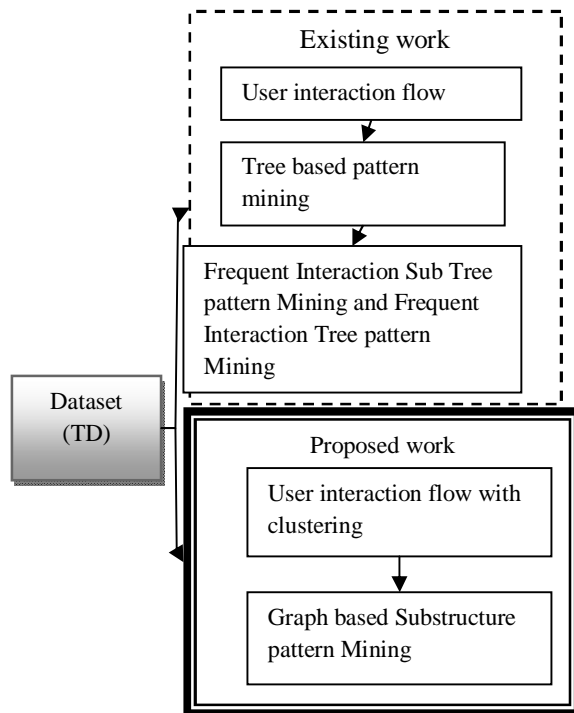 Existing work
User interaction flow
Tree based pattern
mining
Frequent Interaction Sub Tree
pattern Mining and Frequent
Interaction Tree pattern
Mining
Dataset
(TD)
Proposed work
User interaction flow with
clustering
Graph based Substructure
pattern Mining